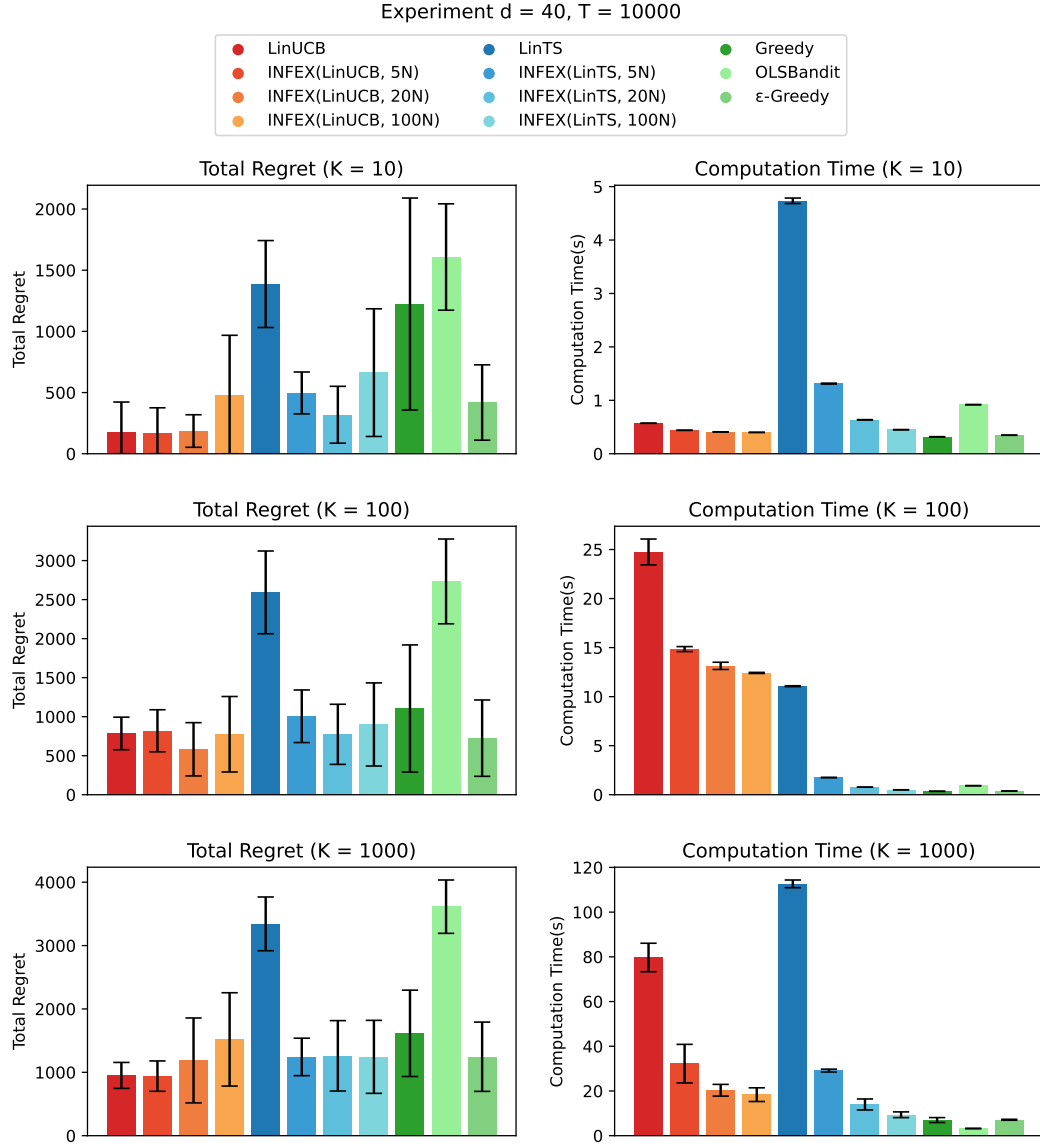 Experiment d = 40, T = 10000
LinUCB
INFEX(LinUCB, 5N)
INFEX(LinUCB, 20N)
INFEX(LinUCB, 100N)
LinTS
INFEX(LinTS, 5N)
INFEX(LinTS, 20N)
INFEX(LinTS, 100N)
Greedy
OLSBandit
ε-Greedy
Total Regret (K = 10)
Total Regret
2000
1500
1000
500
0
Computation Time (K = 10)
Computation Time(s)
5
4
3
2
1
0
Total Regret (K = 100)
Total Regret
3000
2500
2000
1500
1000
500
0
Computation Time (K = 100)
Computation Time(s)
25
20
15
10
5
0
Total Regret (K = 1000)
Total Regret
4000
3000
2000
1000
0
Computation Time (K = 1000)
Computation Time(s)
120
100
80
60
40
20
0